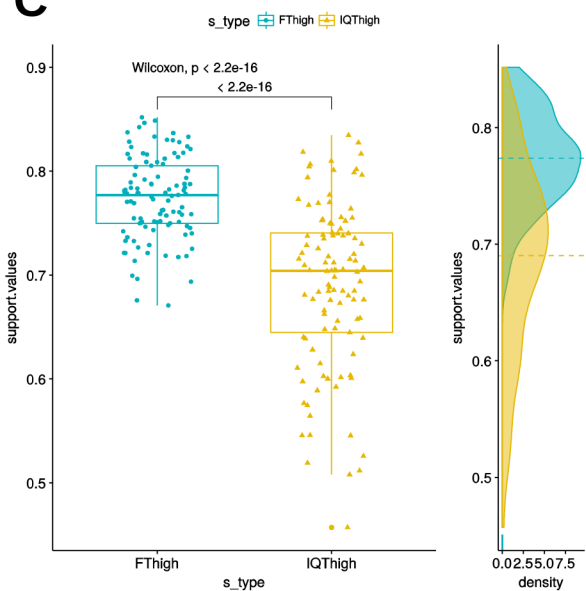 C
s_type FThigh IQThigh
Wilcoxon, p < 2.2e-16
< 2.2e-16
0.9
0.8
0.7
0.6
0.5
support.values
FThigh IQThigh
s_type
0.8
0.7
0.6
0.5
support.values
0.02.55.07.5
density